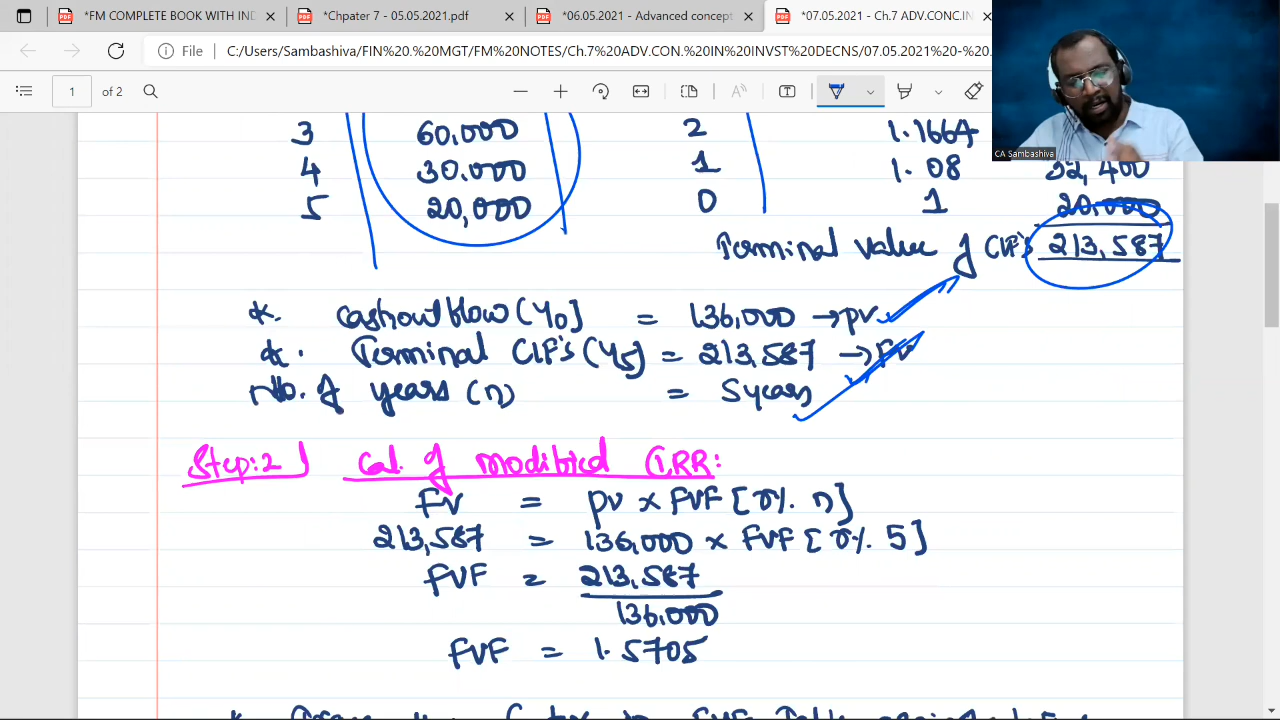 *FM COMPLETE BOOK WITH IND
*Chpater 7 - 05.05.2021.pdf
*06.05.2021 - Advanced concept
*07.05.2021 - Ch.7 ADV.CONC.IN
File C:/Users/Sambashiva/FIN%20.%20MGT/FM%20NOTES/Ch.7%20ADV.CON.%20IN%20INVST%20DECNS/07.05.2021%20-%20.
1 of 2
CA Sambashiva
3 60,000 2 1.1664
4 30,000 1 1.08 32,400
5 20,000 0 1 20,000
Terminal value of CIF's 213,587
*. cashoutflow (Y0) = 136,000 → PV
*. Terminal CIF's (Y5) = 213,587 → FV
No. of years (n) = 5 years
Step:2) Cal. of modified IRR:
FV = PV × FVF [r%. n]
213,587 = 136,000 × FVF [r%. 5]
FVF = 213,587
136,000
FVF = 1.5705